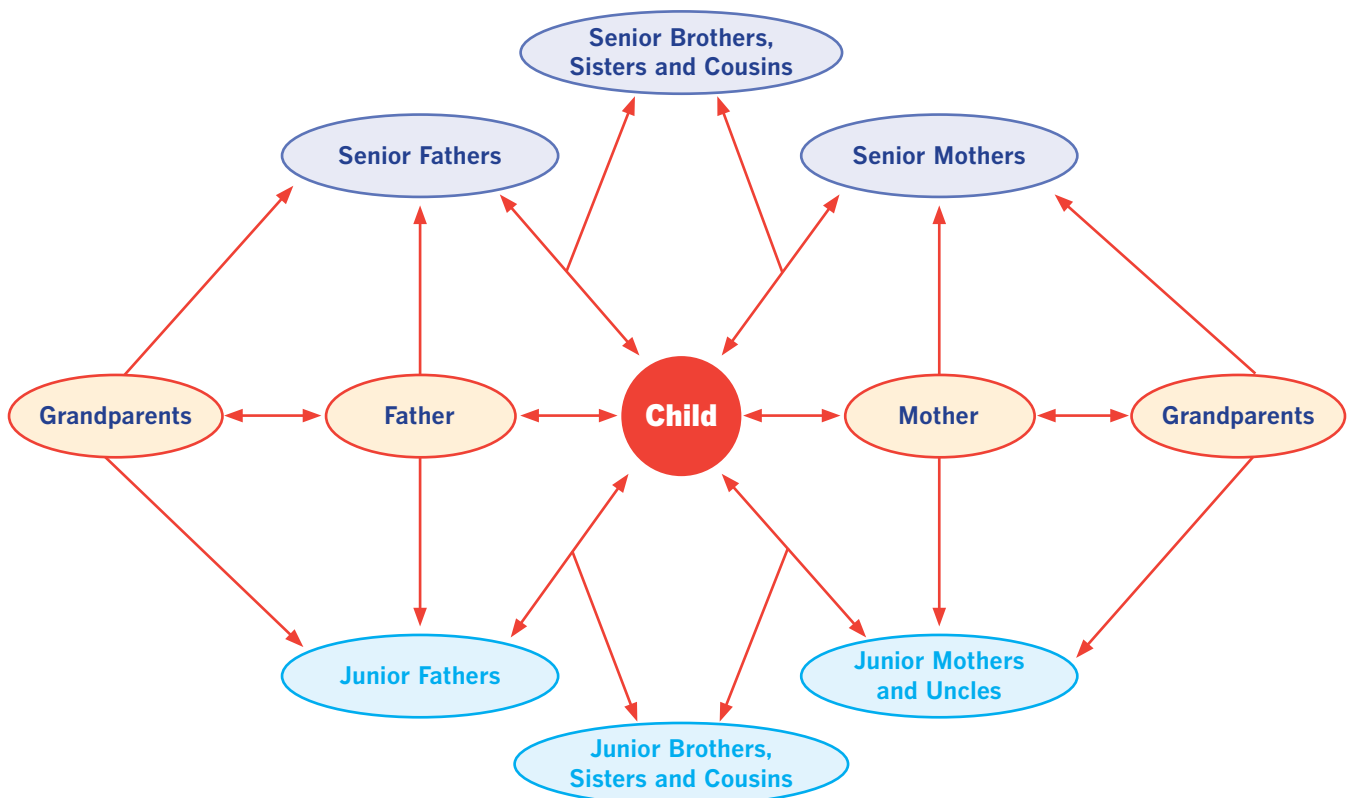 Senior Brothers,
Sisters and Cousins
Senior Fathers
Senior Mothers
Grandparents
Father
Child
Mother
Grandparents
Junior Fathers
Junior Mothers
and Uncles
Junior Brothers,
Sisters and Cousins